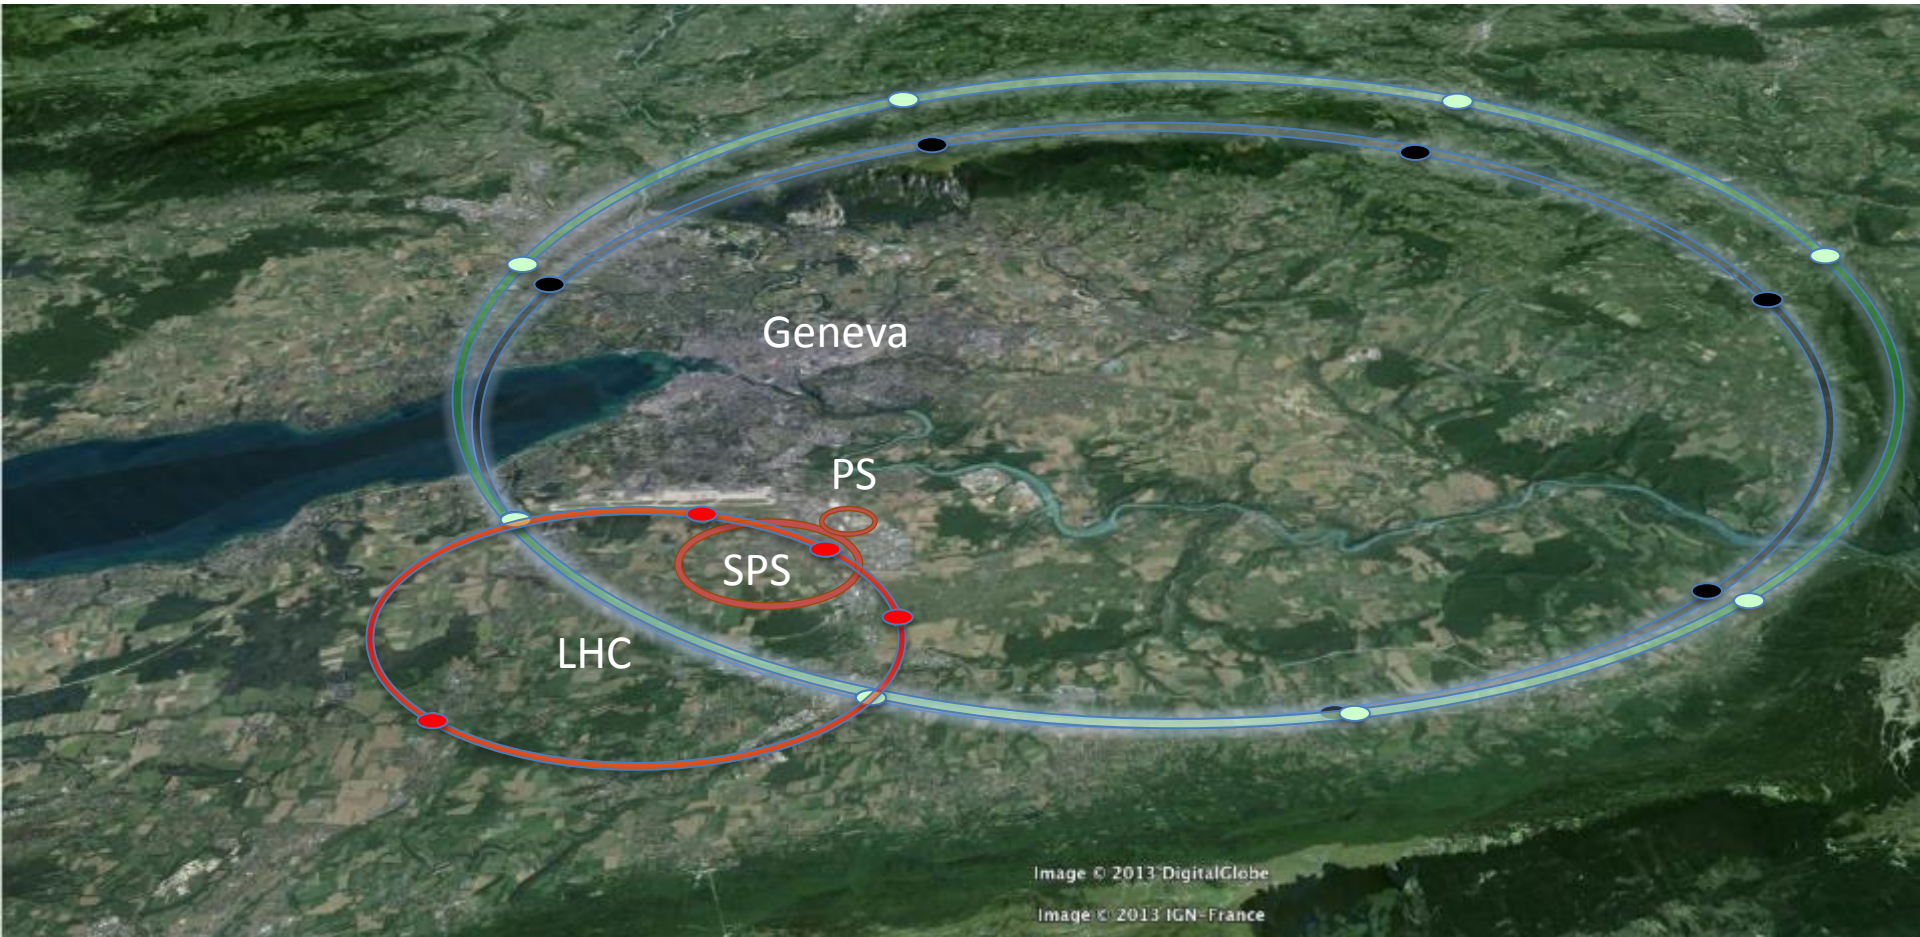 Geneva
PS
SPS
LHC
Image © 2013 DigitalGlobe
Image © 2013 IGN-France